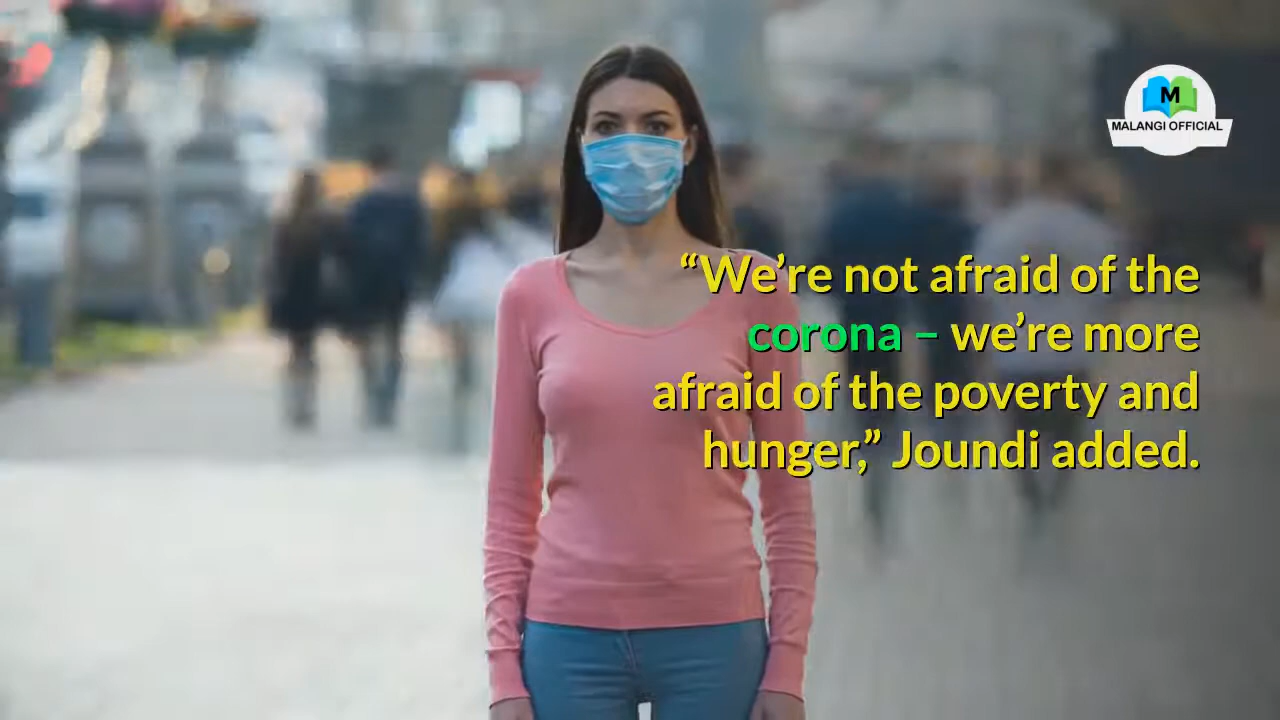 M
MALANGI OFFICIAL
“We’re not afraid of the
corona – we’re more
afraid of the poverty and
hunger,” Joundi added.